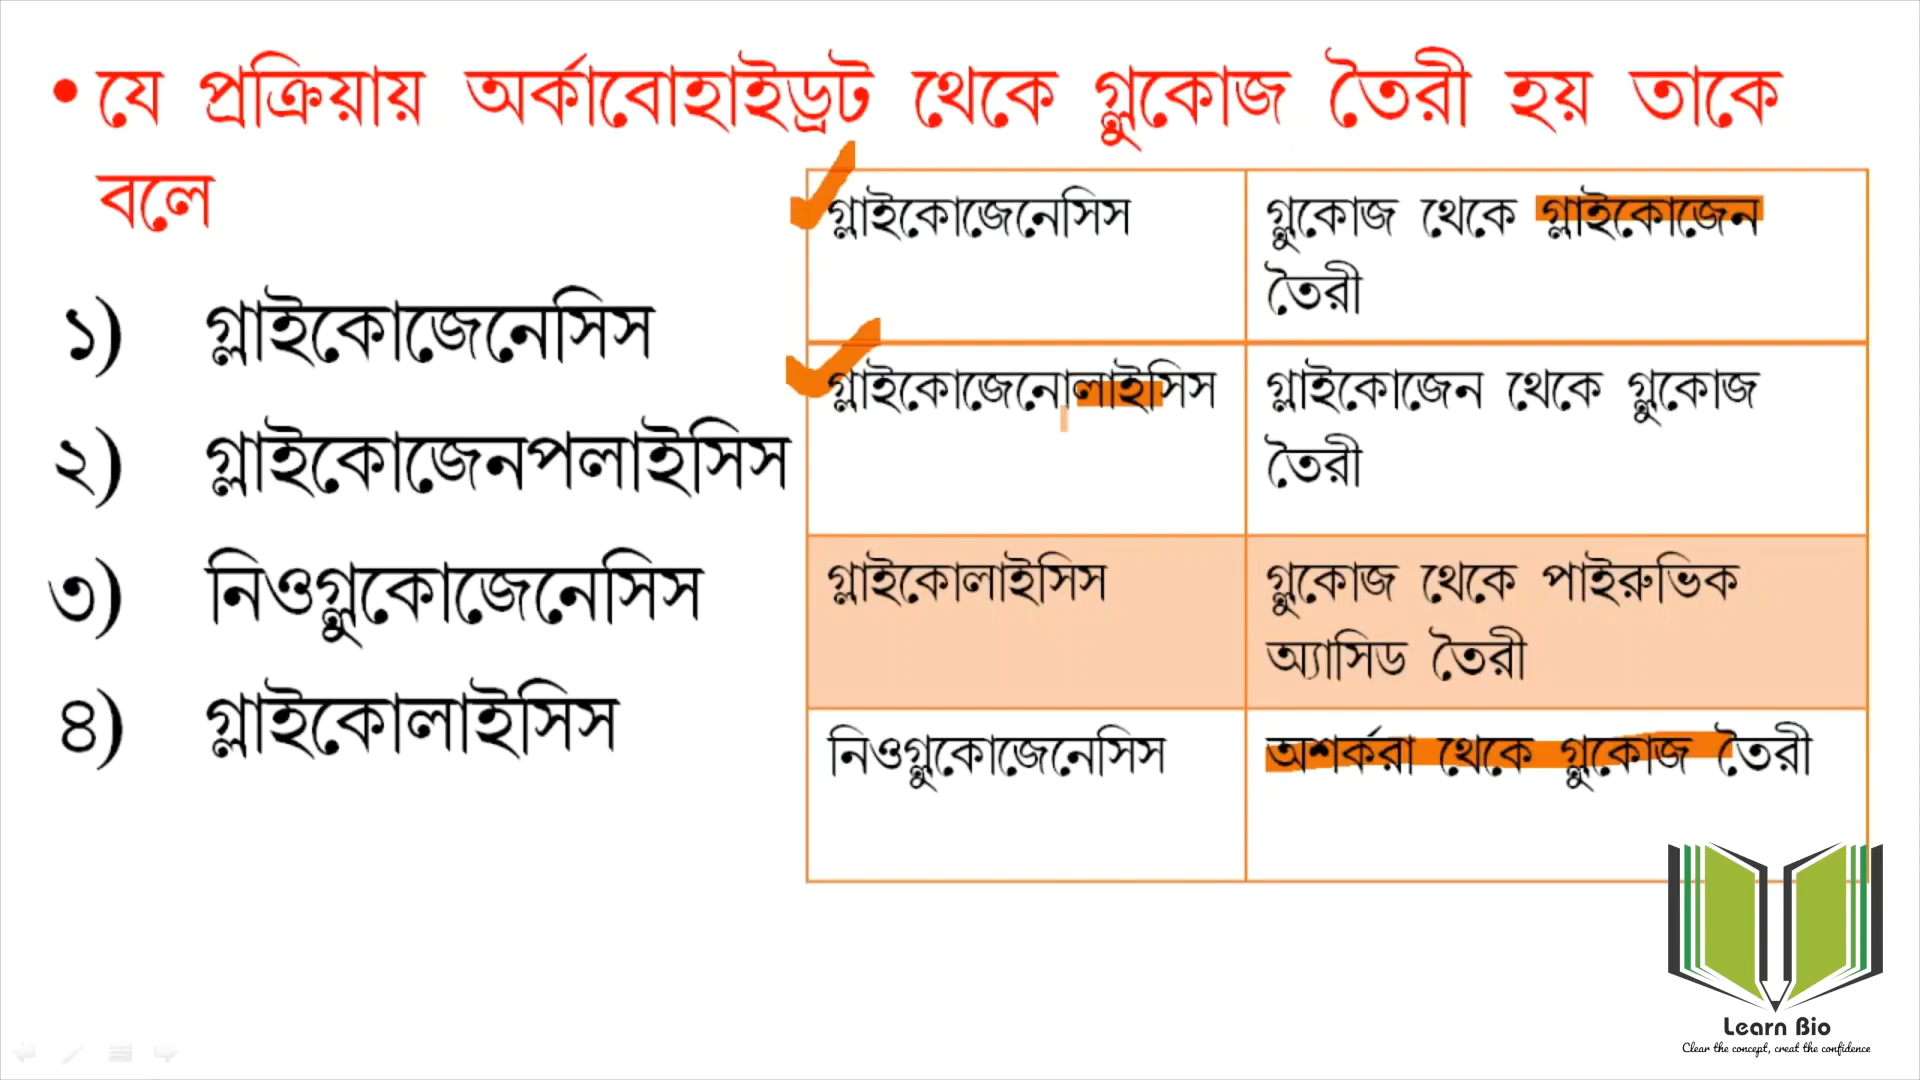 • যে প্রক্রিয়ায় অর্কাবোহাইড্রট থেকে গ্লুকোজ তৈরী হয় তাকে
বলে
১) গ্লাইকোজেনেসিস
২) গ্লাইকোজেনপলাইসিস
৩) নিওগ্লুকোজেনেসিস
৪) গ্লাইকোলাইসিস
গ্লাইকোজেনেসিস
গ্লুকোজ থেকে গ্লাইকোজেন
তৈরী
গ্লাইকোজেনোলাইসিস
গ্লাইকোজেন থেকে গ্লুকোজ
তৈরী
গ্লাইকোলাইসিস
গ্লুকোজ থেকে পাইরুভিক
অ্যাসিড তৈরী
নিওগ্লুকোজেনেসিস
অশর্করা থেকে গ্লুকোজ তৈরী
Learn Bio
Clear the concept, creat the confidence